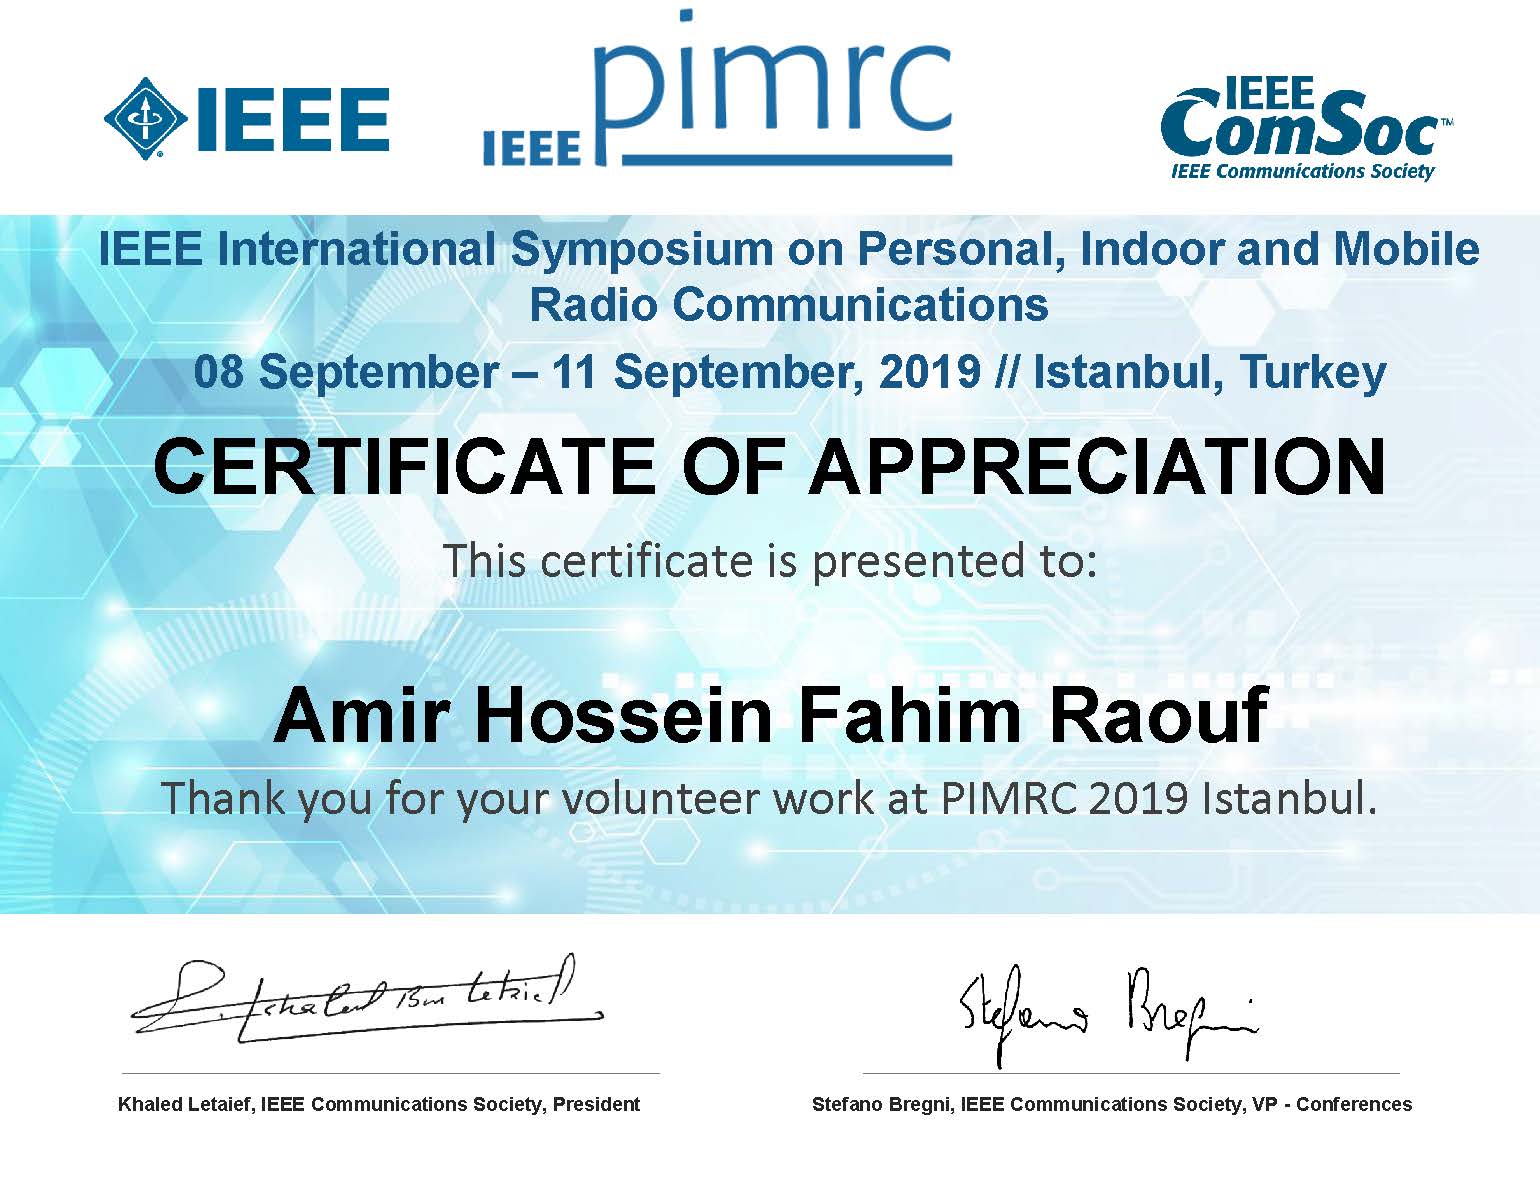 IEEE
IEEE pimrc
IEEE
ComSoc™
IEEE Communications Society
IEEE International Symposium on Personal, Indoor and Mobile
Radio Communications
08 September – 11 September, 2019 // Istanbul, Turkey
CERTIFICATE OF APPRECIATION
This certificate is presented to:
Amir Hossein Fahim Raouf
Thank you for your volunteer work at PIMRC 2019 Istanbul.
Stefano Bregni
Khaled Letaief, IEEE Communications Society, President
Stefano Bregni, IEEE Communications Society, VP - Conferences